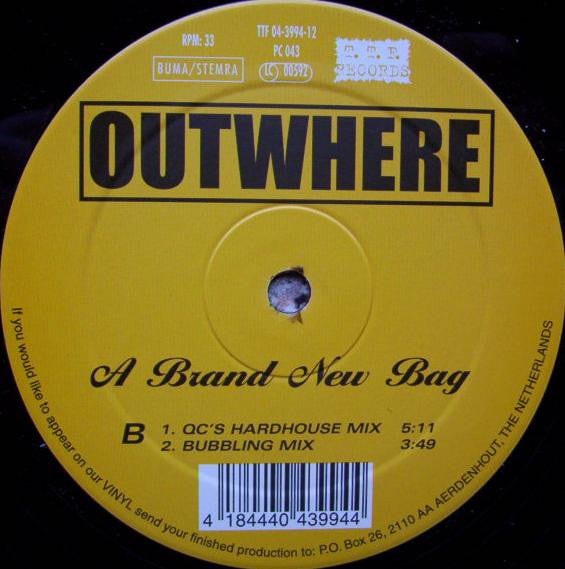 RPM: 33
TTF 04-3994-12
PC 043
BUMA/STEMRA
LC 00592
T. T. F.
RECORDS
OUTWHERE
A Brand New Bag
B
1. QC'S HARDHOUSE MIX 5:11
2. BUBBLING MIX 3:49
4 184440 439944
If you would like to appear on our VINYL send your finished production to: P.O. Box 26, 2110 AA AERDENHOUT, THE NETHERLANDS